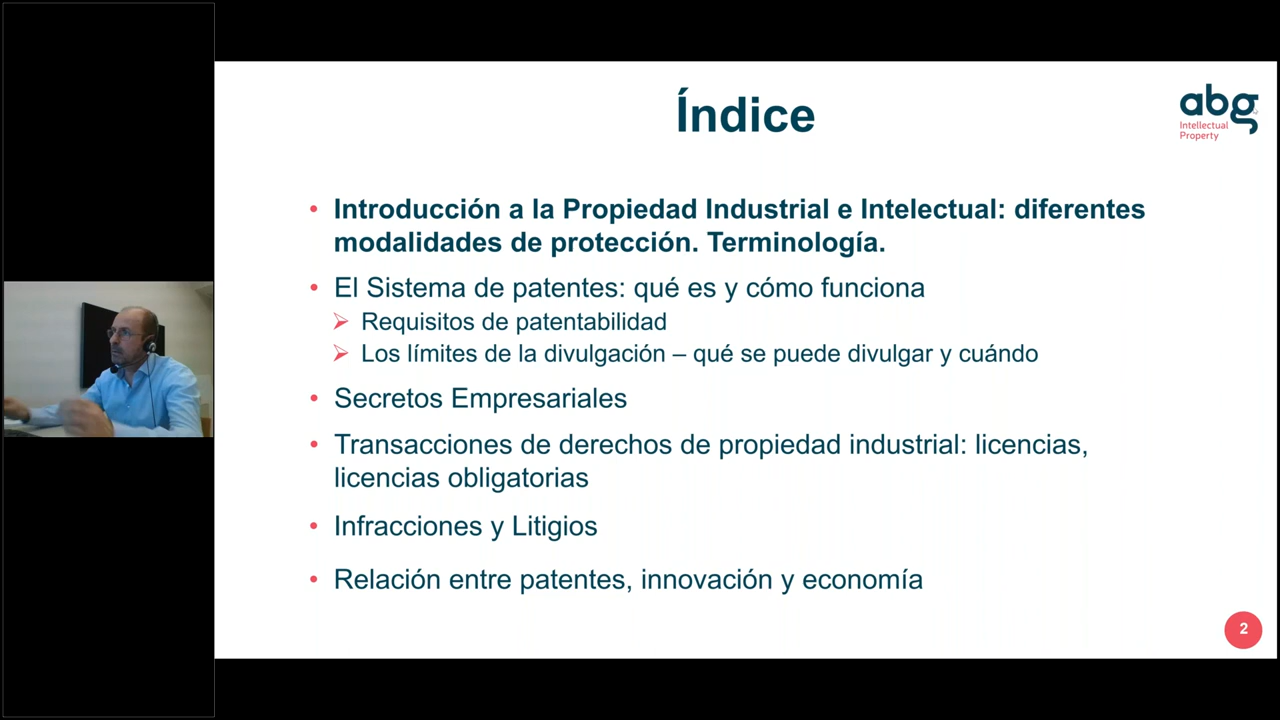 Índice
abg
Intellectual
Property
• Introducción a la Propiedad Industrial e Intelectual: diferentes
modalidades de protección. Terminología.
• El Sistema de patentes: qué es y cómo funciona
➢ Requisitos de patentabilidad
➢ Los límites de la divulgación – qué se puede divulgar y cuándo
• Secretos Empresariales
• Transacciones de derechos de propiedad industrial: licencias,
licencias obligatorias
• Infracciones y Litigios
• Relación entre patentes, innovación y economía
2